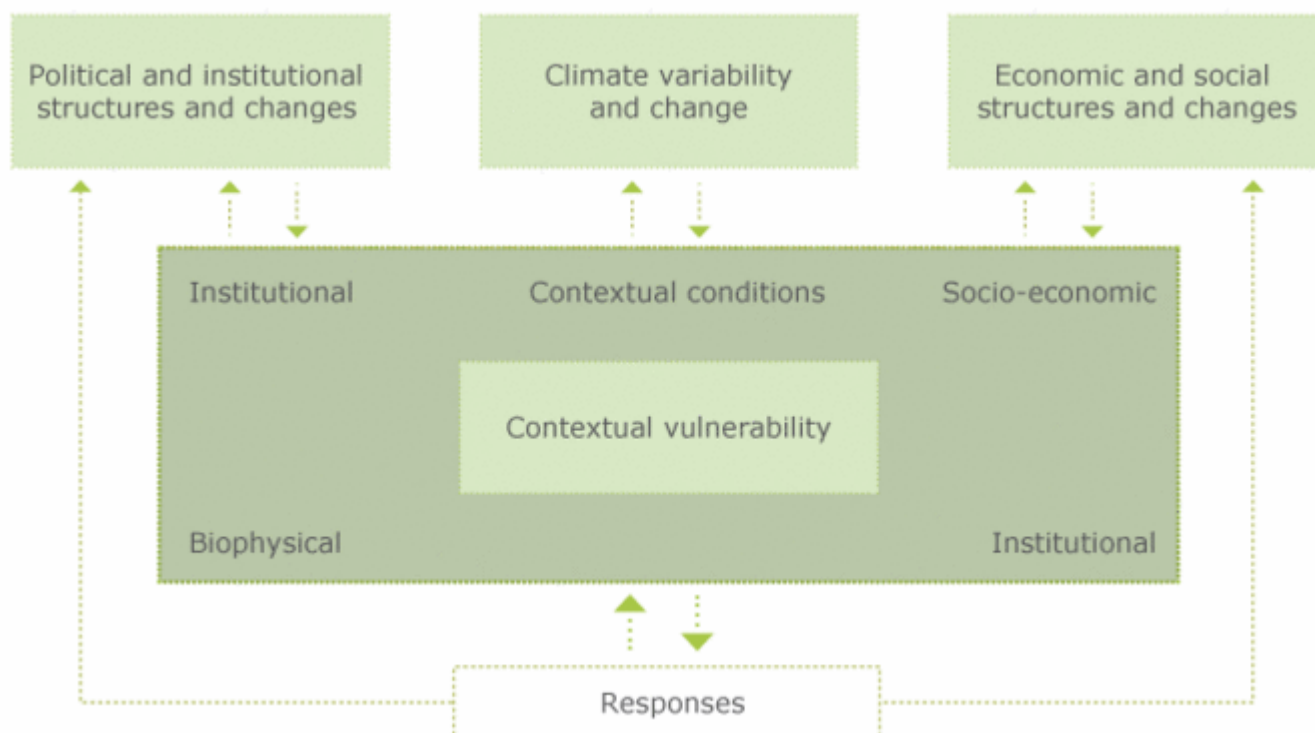 Political and institutional
structures and changes
Climate variability
and change
Economic and social
structures and changes
Institutional
Contextual conditions
Socio-economic
Contextual vulnerability
Biophysical
Institutional
Responses